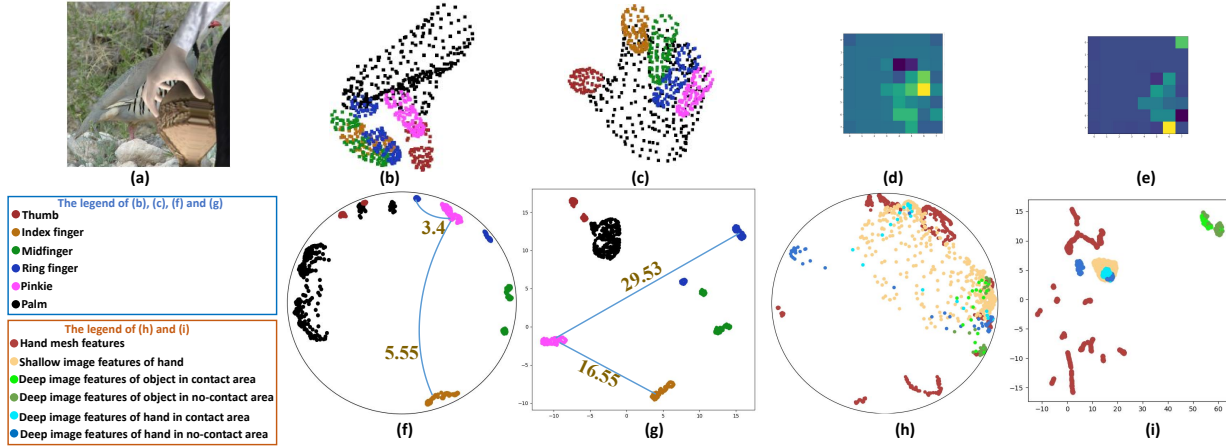 (a)
(b)
(c)
(d)
(e)
The legend of (b), (c), (f) and (g)
Thumb
Index finger
Midfinger
Ring finger
Pinkie
Palm
The legend of (h) and (i)
Hand mesh features
Shallow image features of hand
Deep image features of object in contact area
Deep image features of object in no-contact area
Deep image features of hand in contact area
Deep image features of hand in no-contact area
3.4
5.55
(f)
15
10
5
0
−5
−10
−10
−5
0
5
10
15
29.53
16.55
(g)
(h)
15
10
5
0
−5
−10
−15
−10
0
10
20
30
40
50
60
(i)